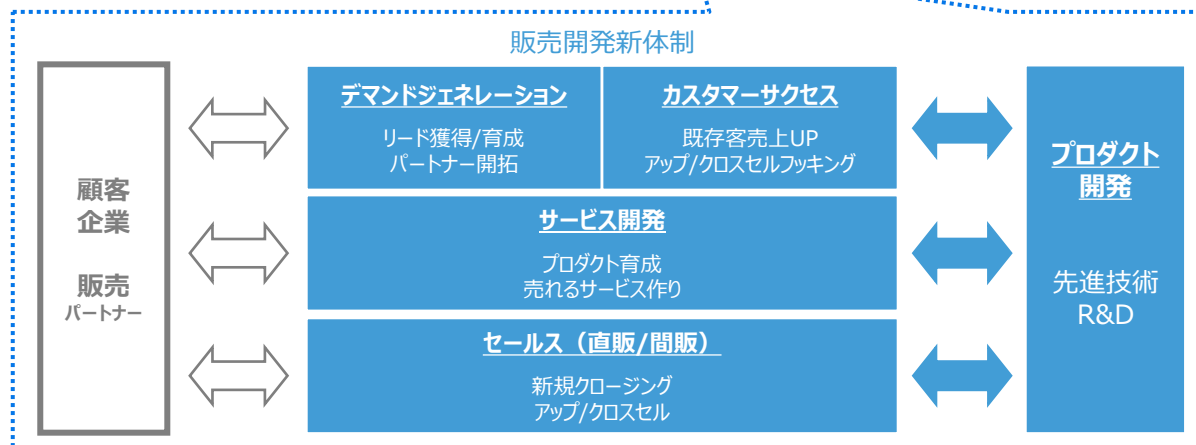 販売開発新体制
顧客
企業
販売
パートナー
デマンドジェネレーション
リード獲得/育成
パートナー開拓
カスタマーサクセス
既存客売上UP
アップ/クロスセルフッキング
サービス開発
プロダクト育成
売れるサービス作り
セールス（直販/間販）
新規クロージング
アップ/クロスセル
プロダクト
開発
先進技術
R&D